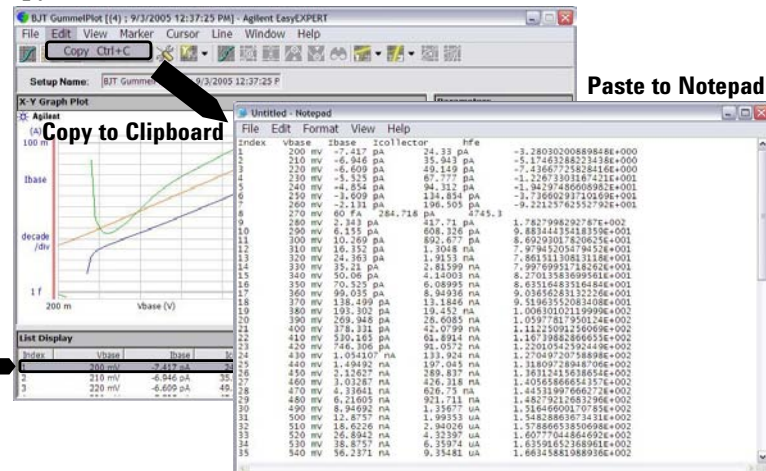 BJT GummelPlot [(4) ; 9/3/2005 12:37:25 PM] - Agilent EasyEXPERT
File Edit View Marker Cursor Line Window Help
Copy Ctrl+C
Setup Name: BJT Gummel 9/3/2005 12:37:25 P
Paste to Notepad
X-Y Graph Plot
Agilent
Copy to Clipboard
(A)
100 m
Ibase
decade
/div
1 f
200 m
Vbase (V)
List Display
Index Vbase Ibase
1 200 mV -7.417 pA
2 210 mV -6.946 pA
3 220 mV -6.609 pA
Untitled - Notepad
File Edit Format View Help
Index Vbase Ibase Icollector hfe
1 200 mV -7.417 pA 24.33 pA -3.28030200889848E+000
2 210 mV -6.946 pA 35.943 pA -5.17463288223438E+000
3 220 mV -6.609 pA 49.149 pA -7.43667725828416E+000
4 230 mV -5.525 pA 67.777 pA -1.22673303167421E+001
5 240 mV -4.854 pA 94.312 pA -1.94297486608982E+001
6 250 mV -3.609 pA 134.854 pA -3.73660293710169E+001
7 260 mV -2.131 pA 196.505 pA -9.22125762552792E+001
8 270 mV 60 fA 284.718 pA 4745.3
9 280 mV 2.343 pA 417.71 pA 1.7827998292787E+002
10 290 mV 6.155 pA 608.326 pA 9.88344435418359E+001
11 300 mV 10.269 pA 892.677 pA 8.69293017820625E+001
12 310 mV 16.352 pA 1.3048 nA 7.97945205479452E+001
13 320 mV 24.363 pA 1.9153 nA 7.86151130813118E+001
14 330 mV 35.21 pA 2.81599 nA 7.99769951718262E+001
15 340 mV 50.06 pA 4.14003 nA 8.27013583699561E+001
16 350 mV 70.525 pA 6.08995 nA 8.63516483516484E+001
17 360 mV 99.035 pA 8.94936 nA 9.03656283132226E+001
18 370 mV 138.499 pA 13.1846 nA 9.51963552083408E+001
19 380 mV 193.302 pA 19.452 nA 1.00630102119999E+002
20 390 mV 269.948 pA 28.6085 nA 1.05977817950124E+002
21 400 mV 378.331 pA 42.0799 nA 1.11225091256069E+002
22 410 mV 530.165 pA 61.8914 nA 1.16739882866655E+002
23 420 mV 746.306 pA 91.0572 nA 1.22010542592449E+002
24 430 mV 1.054107 nA 133.924 nA 1.27049720758898E+002
25 440 mV 1.49492 nA 197.045 nA 1.31809728948706E+002
26 450 mV 2.12627 nA 289.837 nA 1.36312415638654E+002
27 460 mV 3.03287 nA 426.318 nA 1.40565866654357E+002
28 470 mV 4.33641 nA 626.75 nA 1.44531997666272E+002
29 480 mV 6.21605 nA 921.711 nA 1.48279212683296E+002
30 490 mV 8.94692 nA 1.35677 uA 1.51646600170785E+002
31 500 mV 12.8757 nA 1.99353 uA 1.54828863673431E+002
32 510 mV 18.6226 nA 2.94026 uA 1.57886653850698E+002
33 520 mV 26.8942 nA 4.32397 uA 1.60777044864692E+002
34 530 mV 38.8757 nA 6.35974 uA 1.63591652368961E+002
35 540 mV 56.2371 nA 9.35481 uA 1.66345881988936E+002